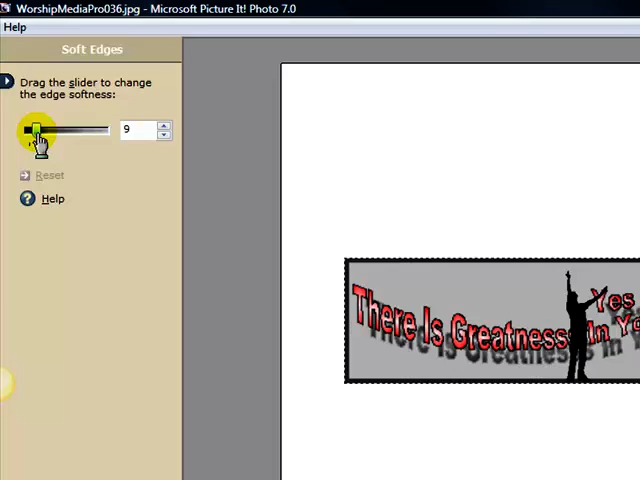 WorshipMediaPro036.jpg - Microsoft Picture It! Photo 7.0
Help
Soft Edges
Drag the slider to change
the edge softness:
9
Reset
Help
There Is Greatness In Yo
Yes